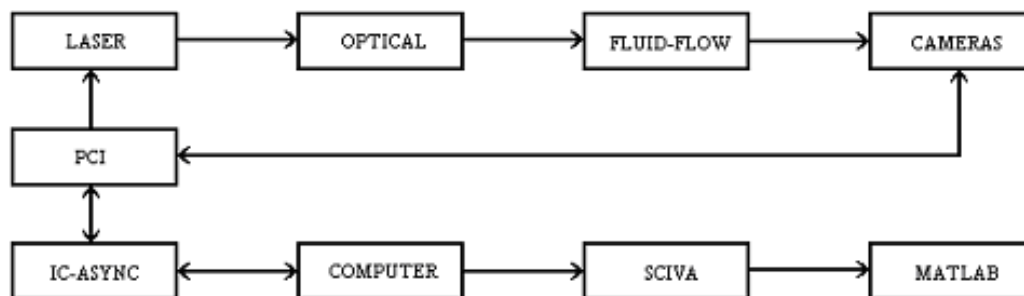 LASER
OPTICAL
FLUID-FLOW
CAMERAS
PCI
IC-ASYNC
COMPUTER
SCIVA
MATLAB